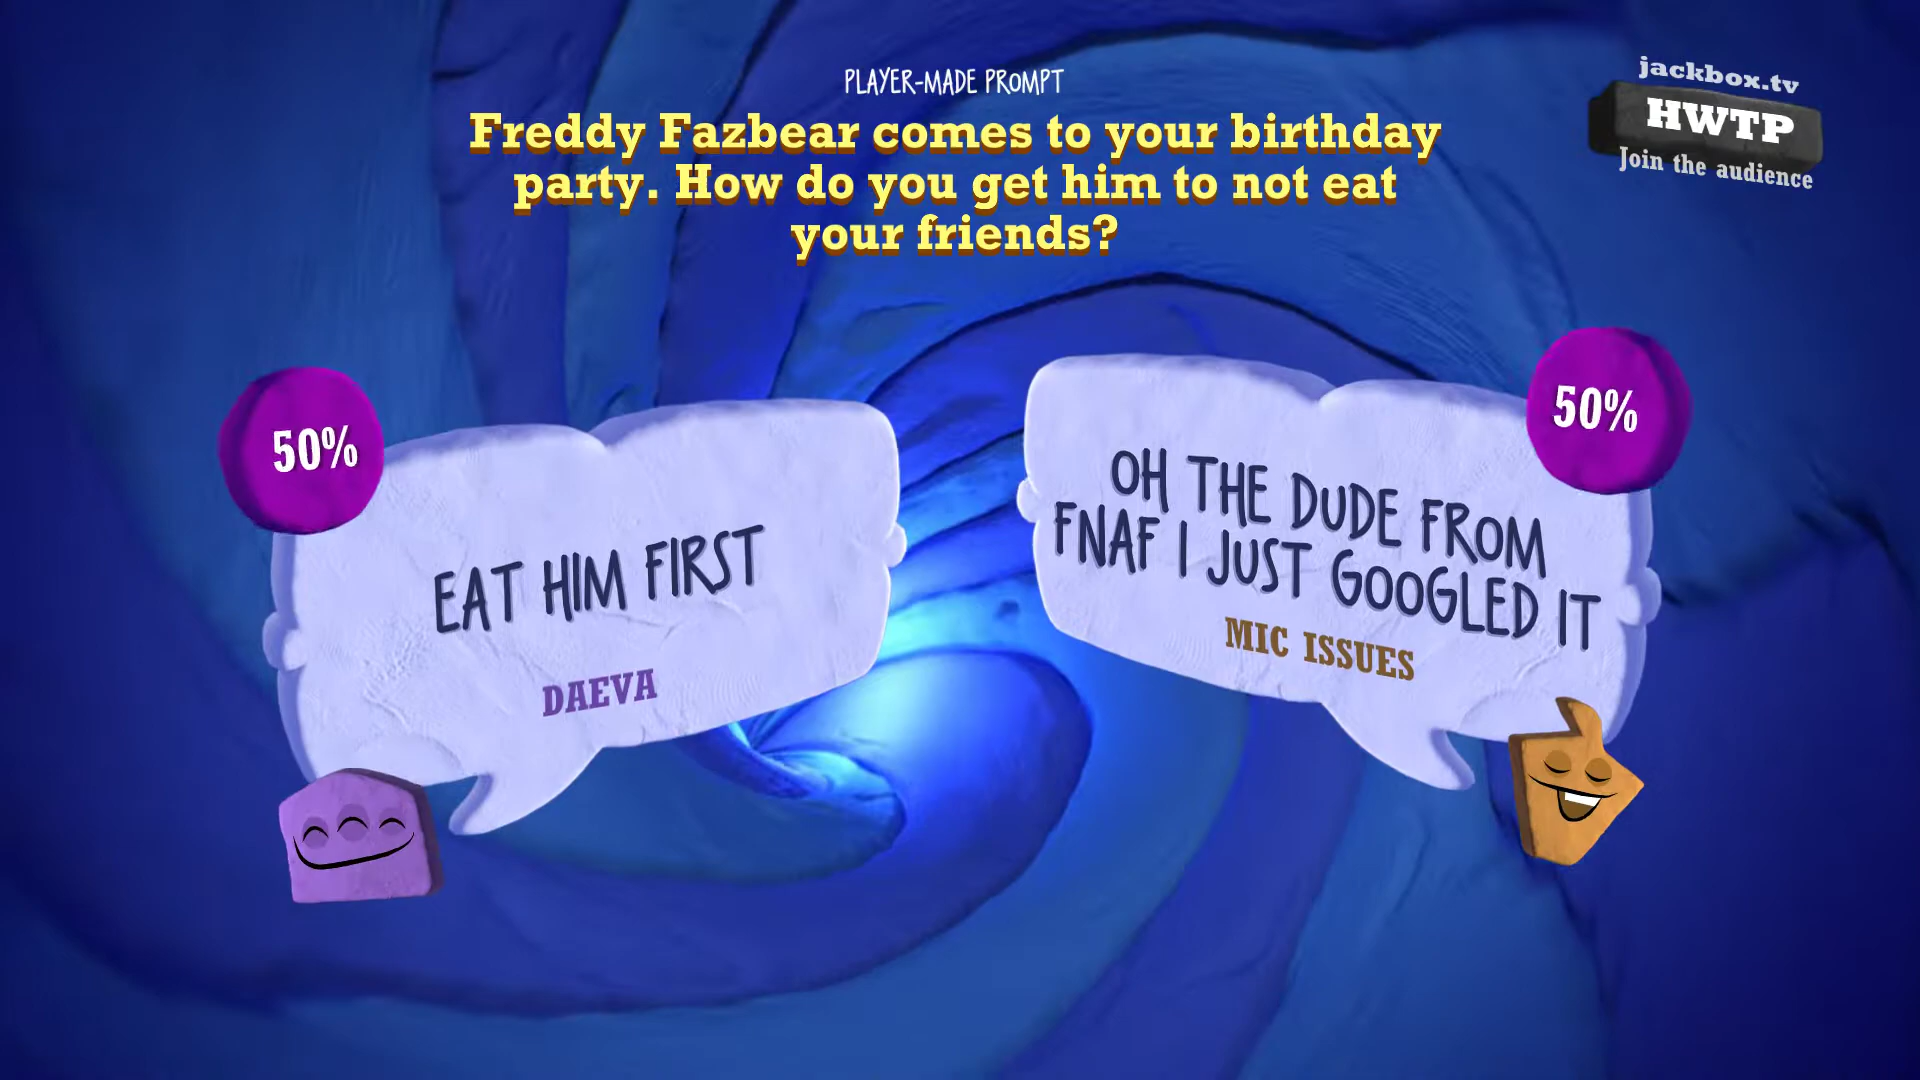 PLAYER-MADE PROMPT
Freddy Fazbear comes to your birthday
party. How do you get him to not eat
your friends?
jackbox.tv
HWTP
Join the audience
50%
EAT HIM FIRST
DAEVA
50%
OH THE DUDE FROM
FNAF I JUST GOOGLED IT
MIC ISSUES